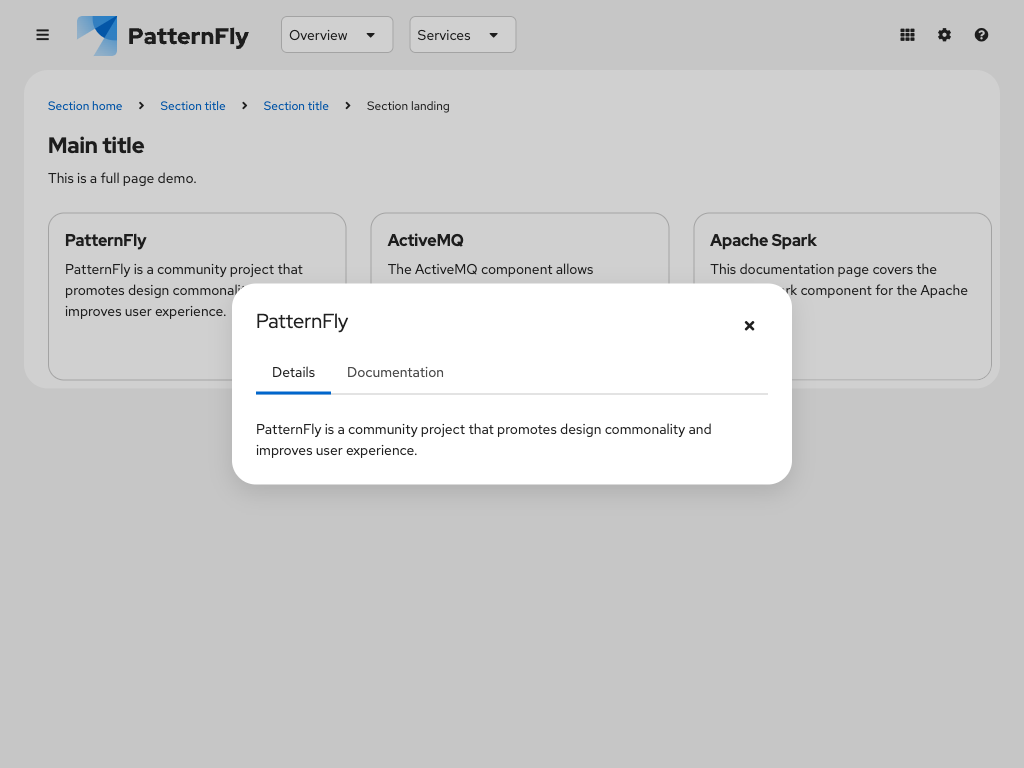 PatternFly
Overview
Services
Section home
Section title
Section title
Section landing
Main title
This is a full page demo.
PatternFly
PatternFly is a community project that
promotes design commonali
improves user experience.
ActiveMQ
The ActiveMQ component allows
Apache Spark
This documentation page covers the
rk component for the Apache
PatternFly
Details
Documentation
PatternFly is a community project that promotes design commonality and
improves user experience.